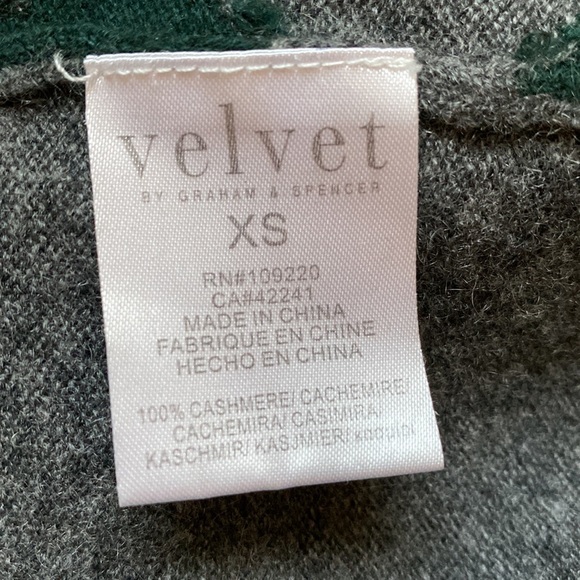 velvet
BY GRAHAM & SPENCER
XS
RN#109220
CA#42241
MADE IN CHINA
FABRIQUE EN CHINE
HECHO EN CHINA
100% CASHMERE/ CACHEMIRE/
CACHEMIRA/ CASIMIRA/
KASCHMIR/ KASJMIER/